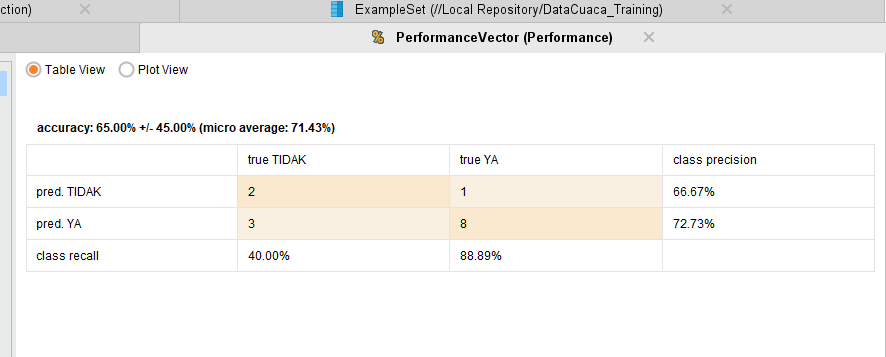 ction)
ExampleSet (//Local Repository/DataCuaca_Training)
PerformanceVector (Performance)
Table View Plot View
accuracy: 65.00% +/- 45.00% (micro average: 71.43%)
true TIDAK true YA class precision
pred. TIDAK 2 1 66.67%
pred. YA 3 8 72.73%
class recall 40.00% 88.89%